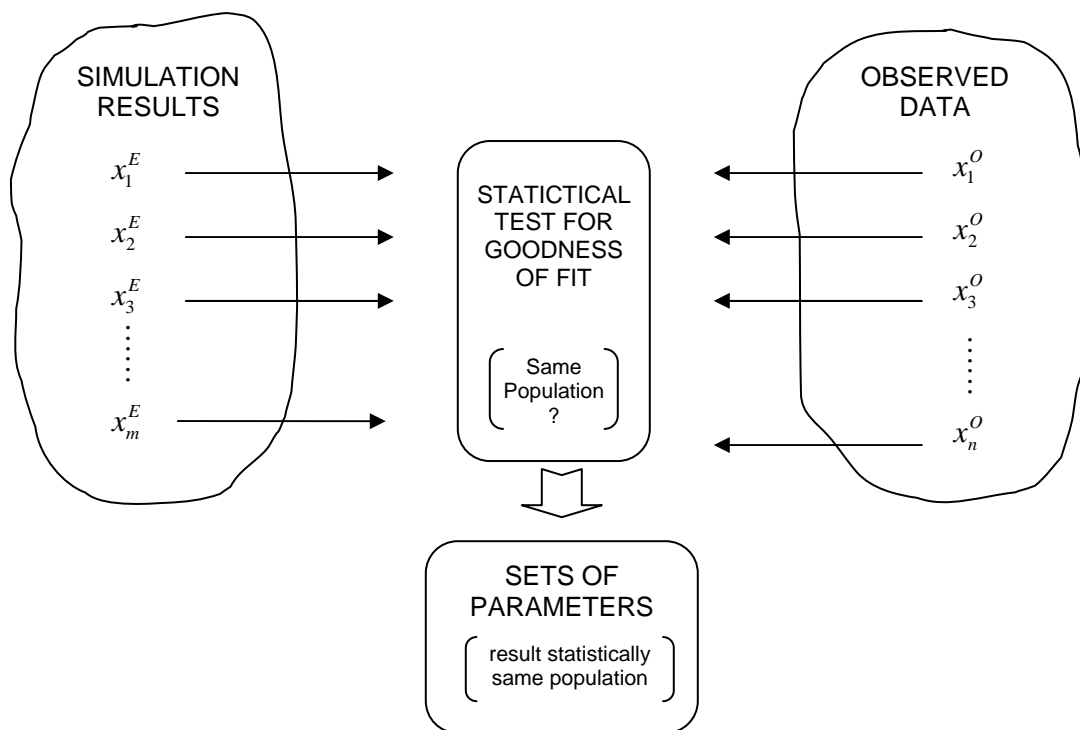 SIMULATION
RESULTS
x_1^E
x_2^E
x_3^E
......
x_m^E
STATICTICAL
TEST FOR
GOODNESS
OF FIT
Same
Population
?
OBSERVED
DATA
x_1^O
x_2^O
x_3^O
......
x_n^O
SETS OF
PARAMETERS
result statistically
same population